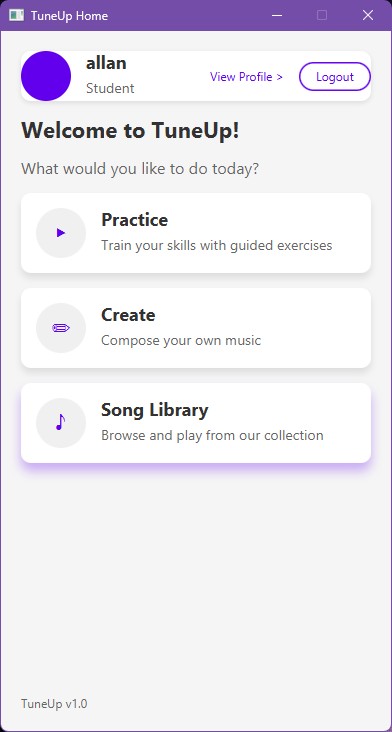 TuneUp Home
allan
Student
View Profile >
Logout
Welcome to TuneUp!
What would you like to do today?
Practice
Train your skills with guided exercises
Create
Compose your own music
Song Library
Browse and play from our collection
TuneUp v1.0